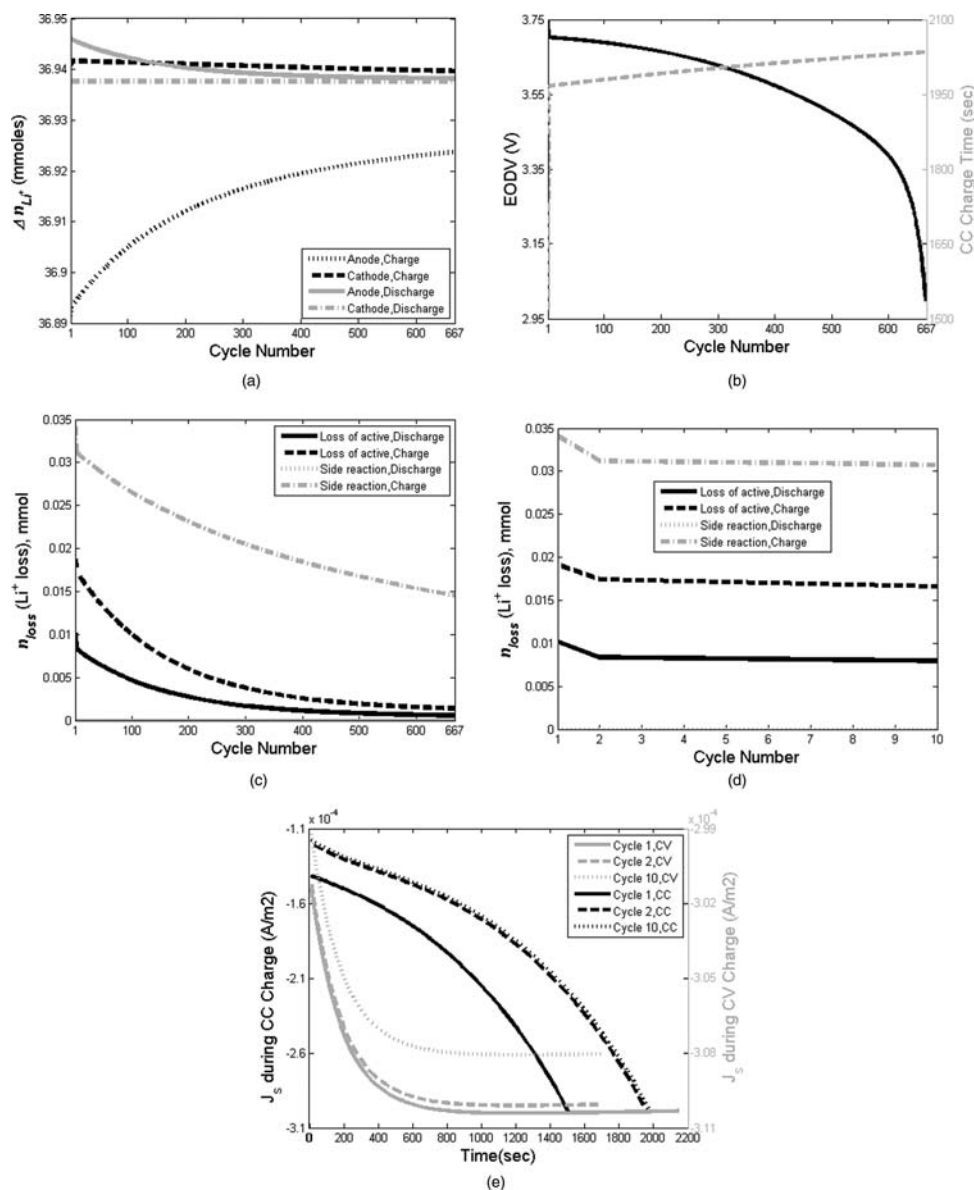 36.95
36.94
36.93
36.92
36.91
36.9
36.89
Δ n Li+ (mmoles)
Anode,Charge
Cathode,Charge
Anode,Discharge
Cathode,Discharge
1 100 200 300 400 500 600 667
Cycle Number
(a)
3.75
3.55
3.35
3.15
2.95
EODV (V)
2100
1950
1800
1650
1500
CC Charge Time (sec)
1 100 200 300 400 500 600 667
Cycle Number
(b)
0.035
0.03
0.025
0.02
0.015
0.01
0.005
0
n loss (Li+ loss), mmol
Loss of active,Discharge
Loss of active,Charge
Side reaction,Discharge
Side reaction,Charge
1 100 200 300 400 500 600 667
Cycle Number
(c)
0.035
0.03
0.025
0.02
0.015
0.01
0.005
0
n loss (Li+ loss), mmol
Loss of active,Discharge
Loss of active,Charge
Side reaction,Discharge
Side reaction,Charge
1 2 3 4 5 6 7 8 9 10
Cycle Number
(d)
x 10-4
-1.1
-1.6
-2.1
-2.6
-3.1
J s during CC Charge (A/m2)
Cycle 1,CV
Cycle 2,CV
Cycle 10,CV
Cycle 1,CC
Cycle 2,CC
Cycle 10,CC
x 10-4
-2.99
-3.02
-3.05
-3.08
-3.11
J s during CV Charge (A/m2)
0 200 400 600 800 1000 1200 1400 1600 1800 2000 2200
Time(sec)
(e)